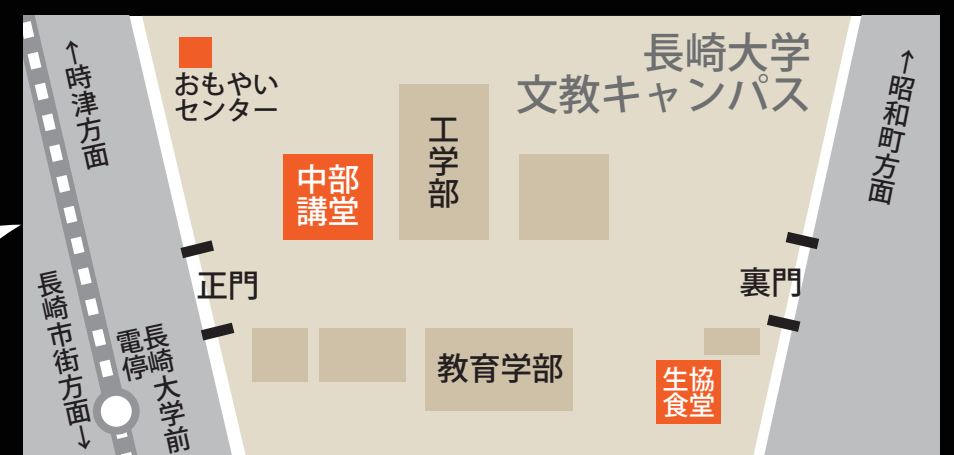 長崎大学
文教キャンパス
↑時津方面
おもやい
センター
工学部
中部
講堂
↑昭和町方面
正門
裏門
長崎市街方面↓
長崎大学前
電停
教育学部
生協
食堂